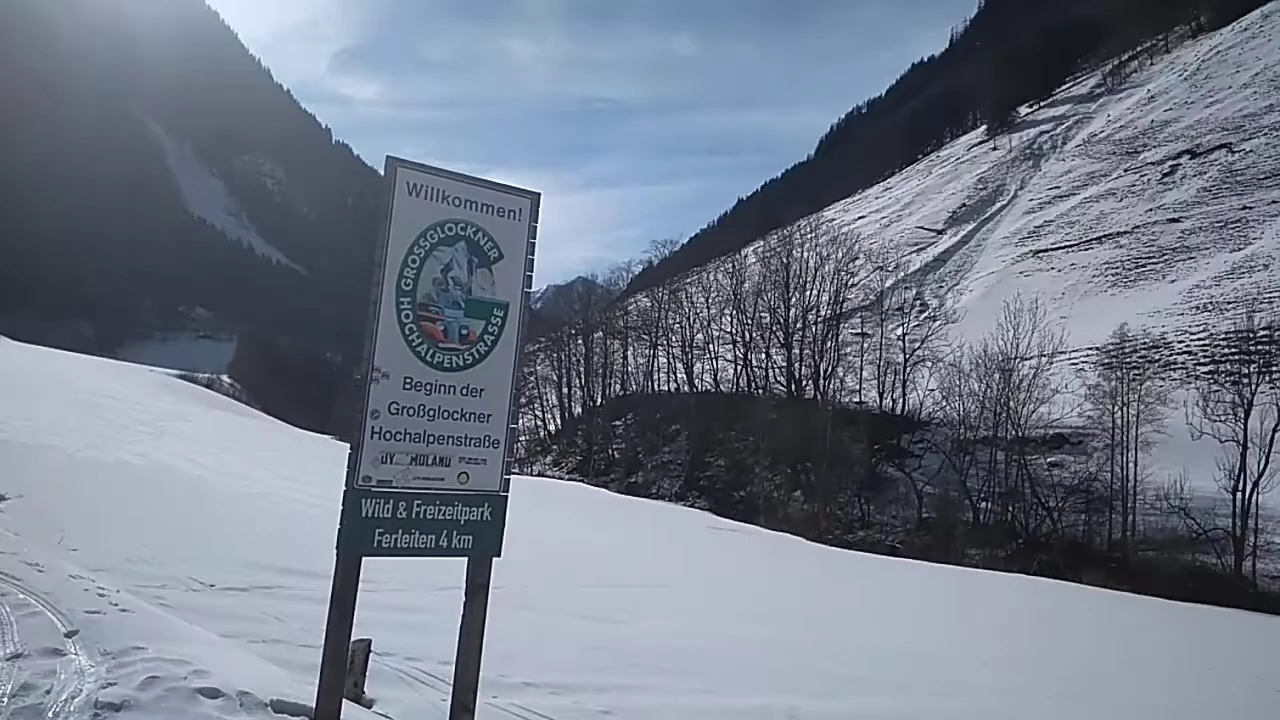 Willkommen!
GROSSGLOCKNER
HOCHALPENSTRASSE
Beginn der
Großglockner
Hochalpenstraße
Wild & Freizeitpark
Ferleiten 4 km